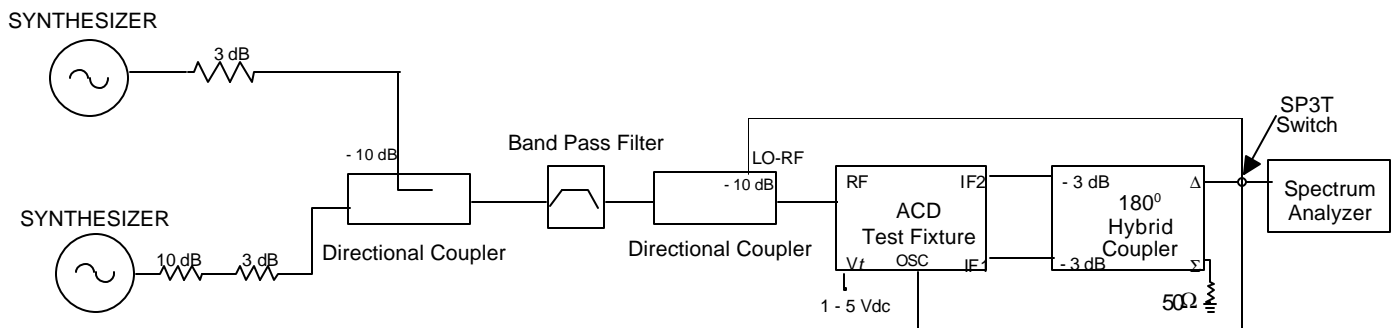 SYNTHESIZER
3 dB
SP3T
Switch
Band Pass Filter
- 10 dB
LO-RF
- 10 dB
RF
IF2
- 3 dB
Δ
ACD
Test Fixture
180⁰
Hybrid
Coupler
Spectrum
Analyzer
SYNTHESIZER
Directional Coupler
Directional Coupler
10 dB
3 dB
Vt
OSC
IF1
- 3 dB
Σ
1 - 5 Vdc
50Ω